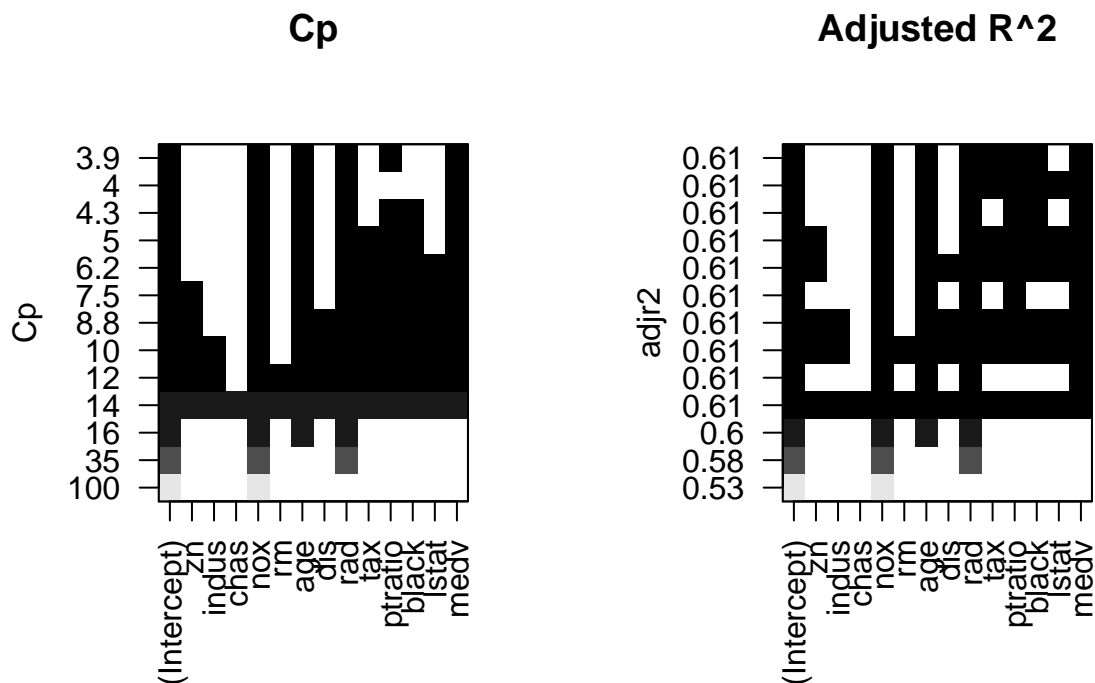 Cp
Cp
3.9
4
4.3
5
6.2
7.5
8.8
10
12
14
16
35
100
(Intercept)
zn
indus
chas
nox
rm
age
dis
rad
tax
ptratio
black
lstat
medv
Adjusted R^2
adjr2
0.61
0.61
0.61
0.61
0.61
0.61
0.61
0.61
0.61
0.61
0.6
0.58
0.53
(Intercept)
zn
indus
chas
nox
rm
age
dis
rad
tax
ptratio
black
lstat
medv